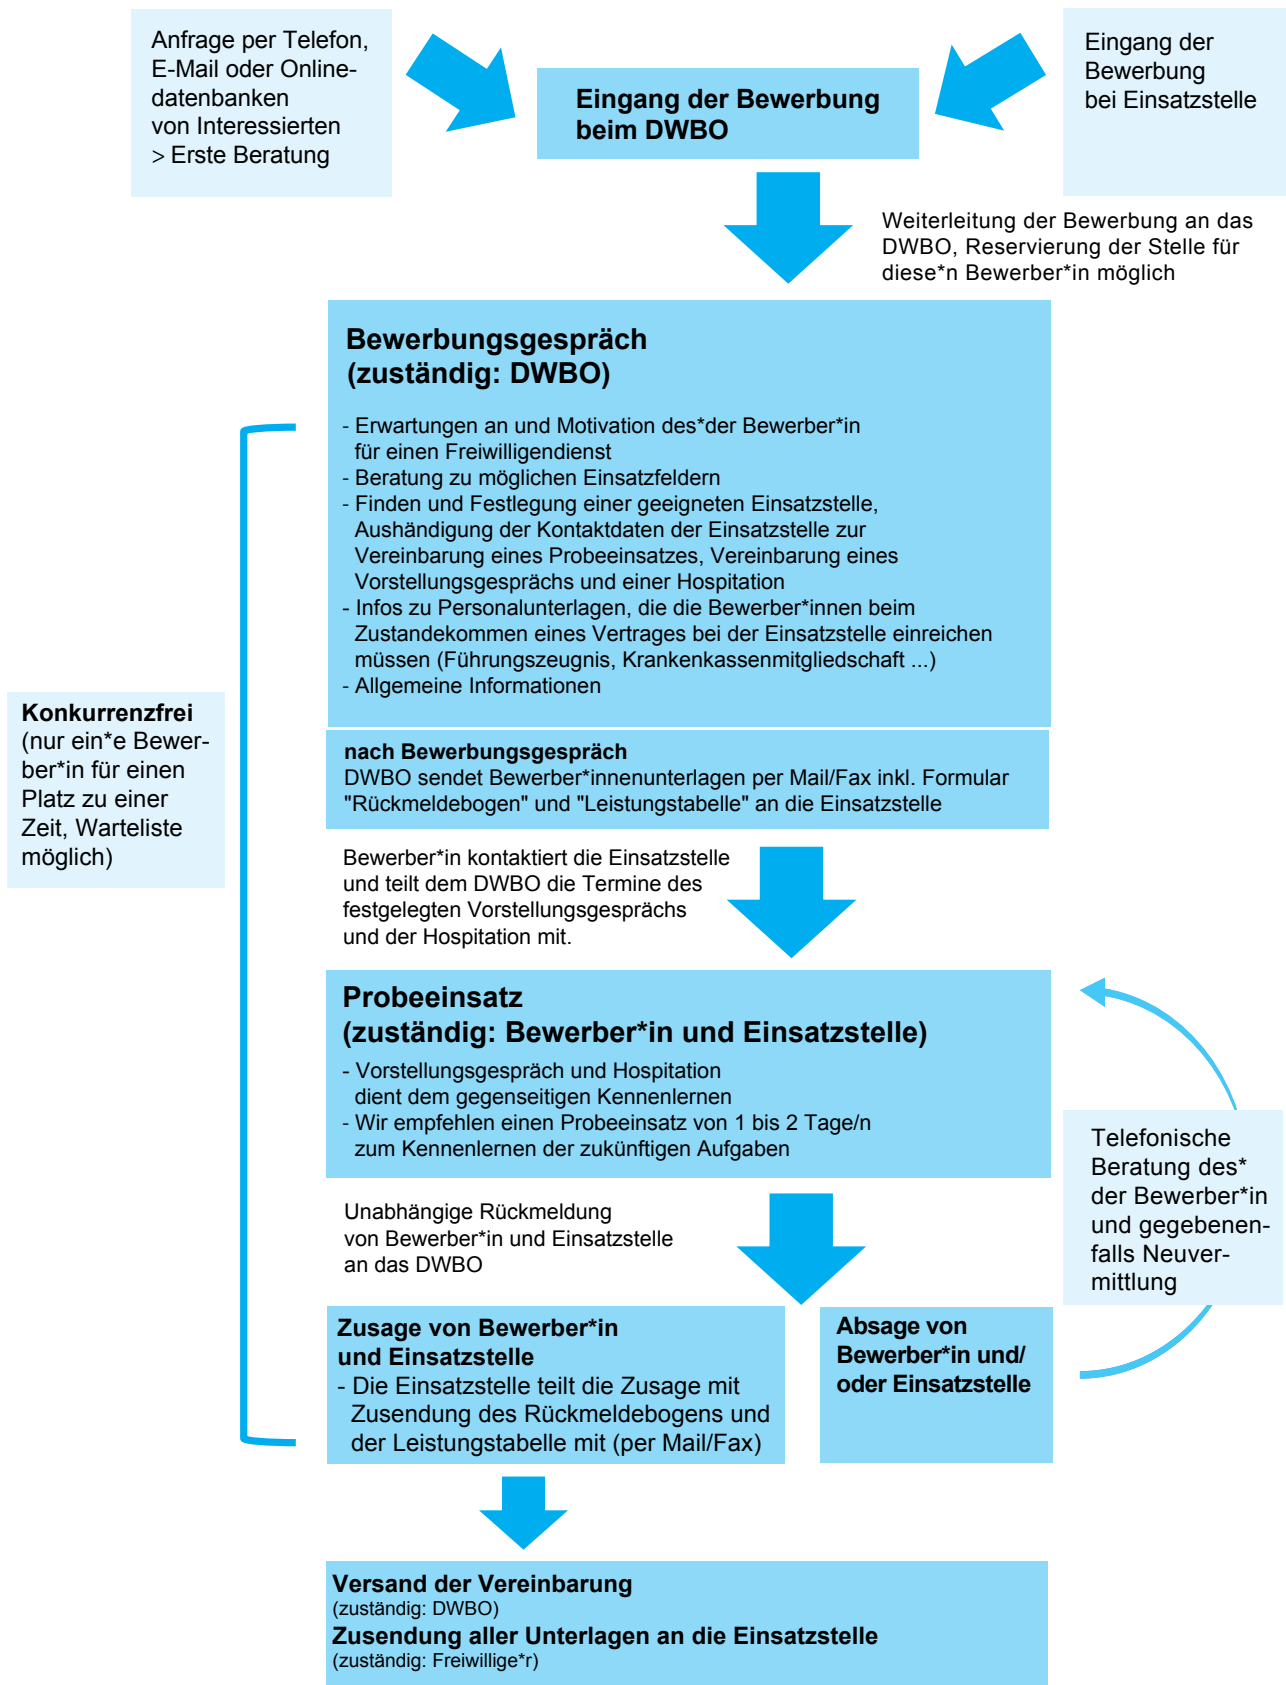 Anfrage per Telefon,
E-Mail oder Online-
datenbanken
von Interessierten
> Erste Beratung
Eingang der Bewerbung
beim DWBO
Eingang der
Bewerbung
bei Einsatzstelle
Weiterleitung der Bewerbung an das
DWBO, Reservierung der Stelle für
diese*n Bewerber*in möglich
Bewerbungsgespräch
(zuständig: DWBO)
- Erwartungen an und Motivation des*der Bewerber*in
für einen Freiwilligendienst
- Beratung zu möglichen Einsatzfeldern
- Finden und Festlegung einer geeigneten Einsatzstelle,
Aushändigung der Kontaktdaten der Einsatzstelle zur
Vereinbarung eines Probeeinsatzes, Vereinbarung eines
Vorstellungsgesprächs und einer Hospitation
- Infos zu Personalunterlagen, die die Bewerber*innen beim
Zustandekommen eines Vertrages bei der Einsatzstelle einreichen
müssen (Führungszeugnis, Krankenkassenmitgliedschaft ...)
- Allgemeine Informationen
Konkurrenzfrei
(nur ein*e Bewer-
ber*in für einen
Platz zu einer
Zeit, Warteliste
möglich)
nach Bewerbungsgespräch
DWBO sendet Bewerber*innenunterlagen per Mail/Fax inkl. Formular
"Rückmeldebogen" und "Leistungstabelle" an die Einsatzstelle
Bewerber*in kontaktiert die Einsatzstelle
und teilt dem DWBO die Termine des
festgelegten Vorstellungsgesprächs
und der Hospitation mit.
Probeeinsatz
(zuständig: Bewerber*in und Einsatzstelle)
- Vorstellungsgespräch und Hospitation
dient dem gegenseitigen Kennenlernen
- Wir empfehlen einen Probeeinsatz von 1 bis 2 Tage/n
zum Kennenlernen der zukünftigen Aufgaben
Telefonische
Beratung des*
der Bewerber*in
und gegebenen-
falls Neuver-
mittlung
Unabhängige Rückmeldung
von Bewerber*in und Einsatzstelle
an das DWBO
Zusage von Bewerber*in
und Einsatzstelle
- Die Einsatzstelle teilt die Zusage mit
Zusendung des Rückmeldebogens und
der Leistungstabelle mit (per Mail/Fax)
Absage von
Bewerber*in und/
oder Einsatzstelle
Versand der Vereinbarung
(zuständig: DWBO)
Zusendung aller Unterlagen an die Einsatzstelle
(zuständig: Freiwillige*r)